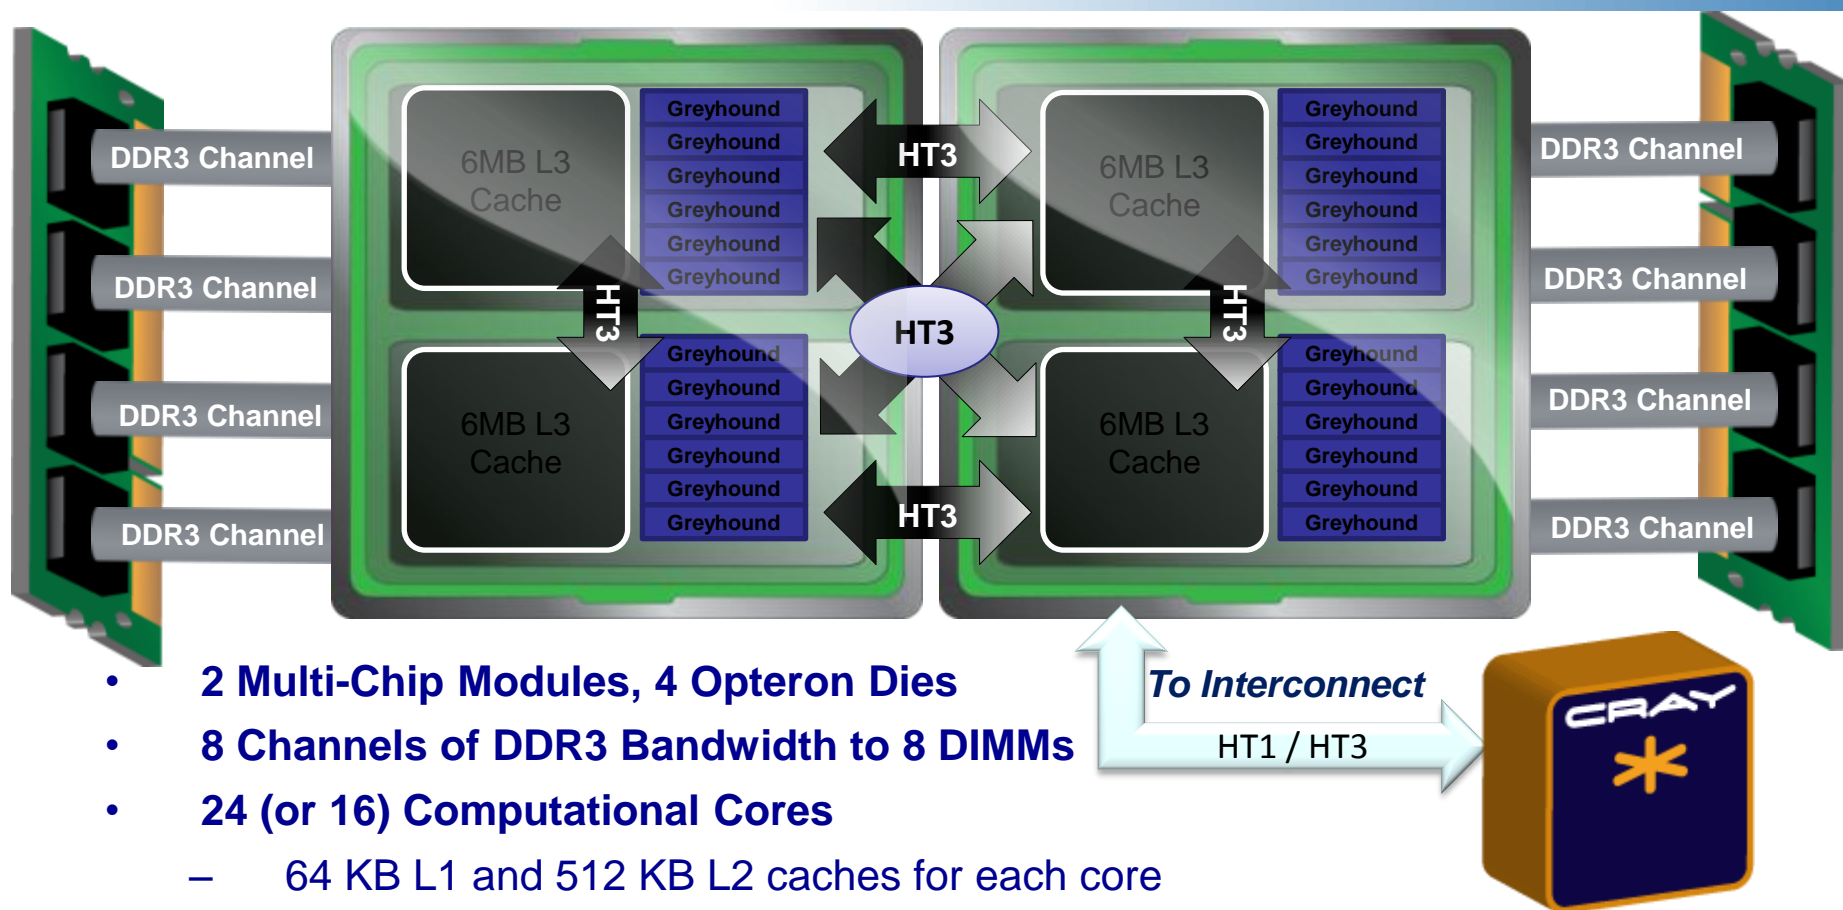 DDR3 Channel
DDR3 Channel
DDR3 Channel
DDR3 Channel
6MB L3
Cache
Greyhound
Greyhound
Greyhound
Greyhound
Greyhound
Greyhound
HT3
6MB L3
Cache
Greyhound
Greyhound
Greyhound
Greyhound
Greyhound
Greyhound
HT3
HT3
HT3
6MB L3
Cache
Greyhound
Greyhound
Greyhound
Greyhound
Greyhound
Greyhound
HT3
6MB L3
Cache
Greyhound
Greyhound
Greyhound
Greyhound
Greyhound
Greyhound
HT3
DDR3 Channel
DDR3 Channel
DDR3 Channel
DDR3 Channel
• 2 Multi-Chip Modules, 4 Opteron Dies
• 8 Channels of DDR3 Bandwidth to 8 DIMMs
• 24 (or 16) Computational Cores
– 64 KB L1 and 512 KB L2 caches for each core
To Interconnect
HT1 / HT3
CRAY